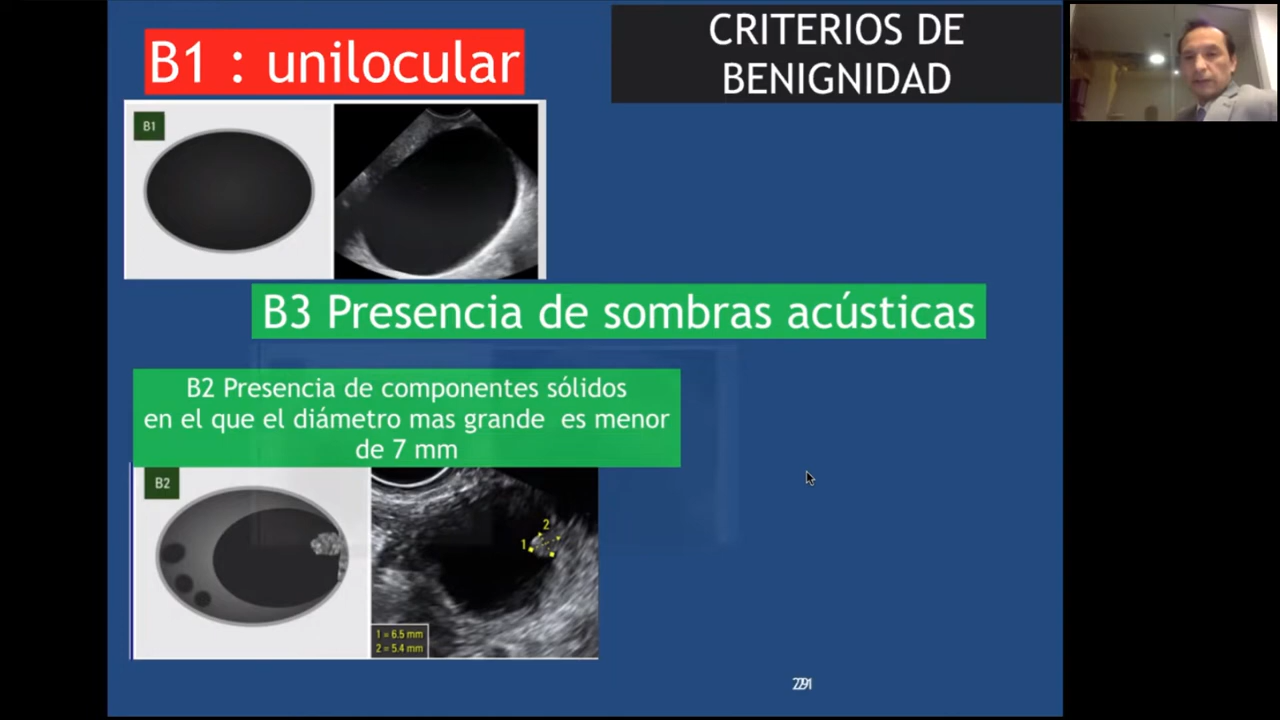 B1 : unilocular
CRITERIOS DE
BENIGNIDAD
B1
B3 Presencia de sombras acústicas
B2 Presencia de componentes sólidos
en el que el diámetro mas grande es menor
de 7 mm
B2
2
1
1 = 6.5 mm
2 = 5.4 mm